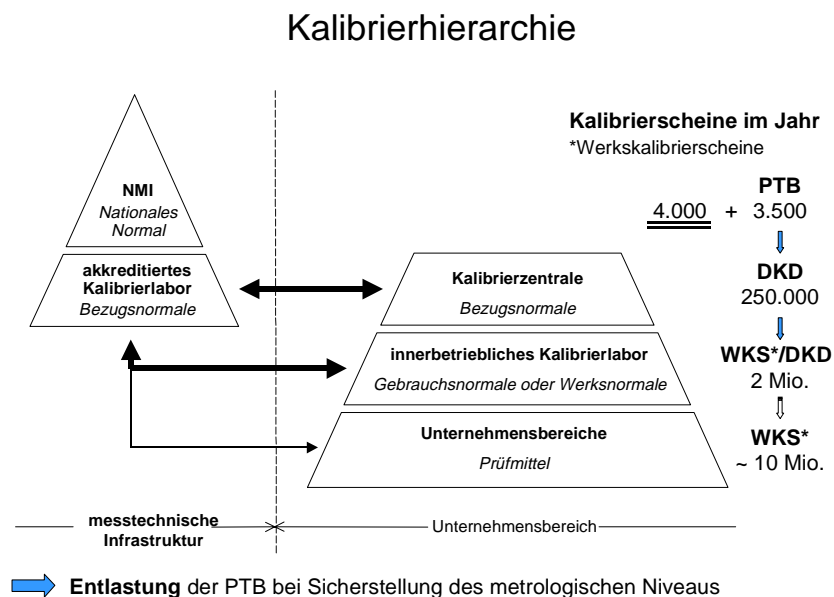 Kalibrierhierarchie
Kalibrierscheine im Jahr
*Werkskalibrierscheine
NMI
Nationales
Normal
akkreditiertes
Kalibrierlabor
Bezugsnormale
Kalibrierzentrale
Bezugsnormale
innerbetriebliches Kalibrierlabor
Gebrauchsnormale oder Werksnormale
Unternehmensbereiche
Prüfmittel
PTB
4.000 + 3.500
DKD
250.000
WKS*/DKD
2 Mio.
WKS*
~ 10 Mio.
messtechnische
Infrastruktur
Unternehmensbereich
Entlastung der PTB bei Sicherstellung des metrologischen Niveaus